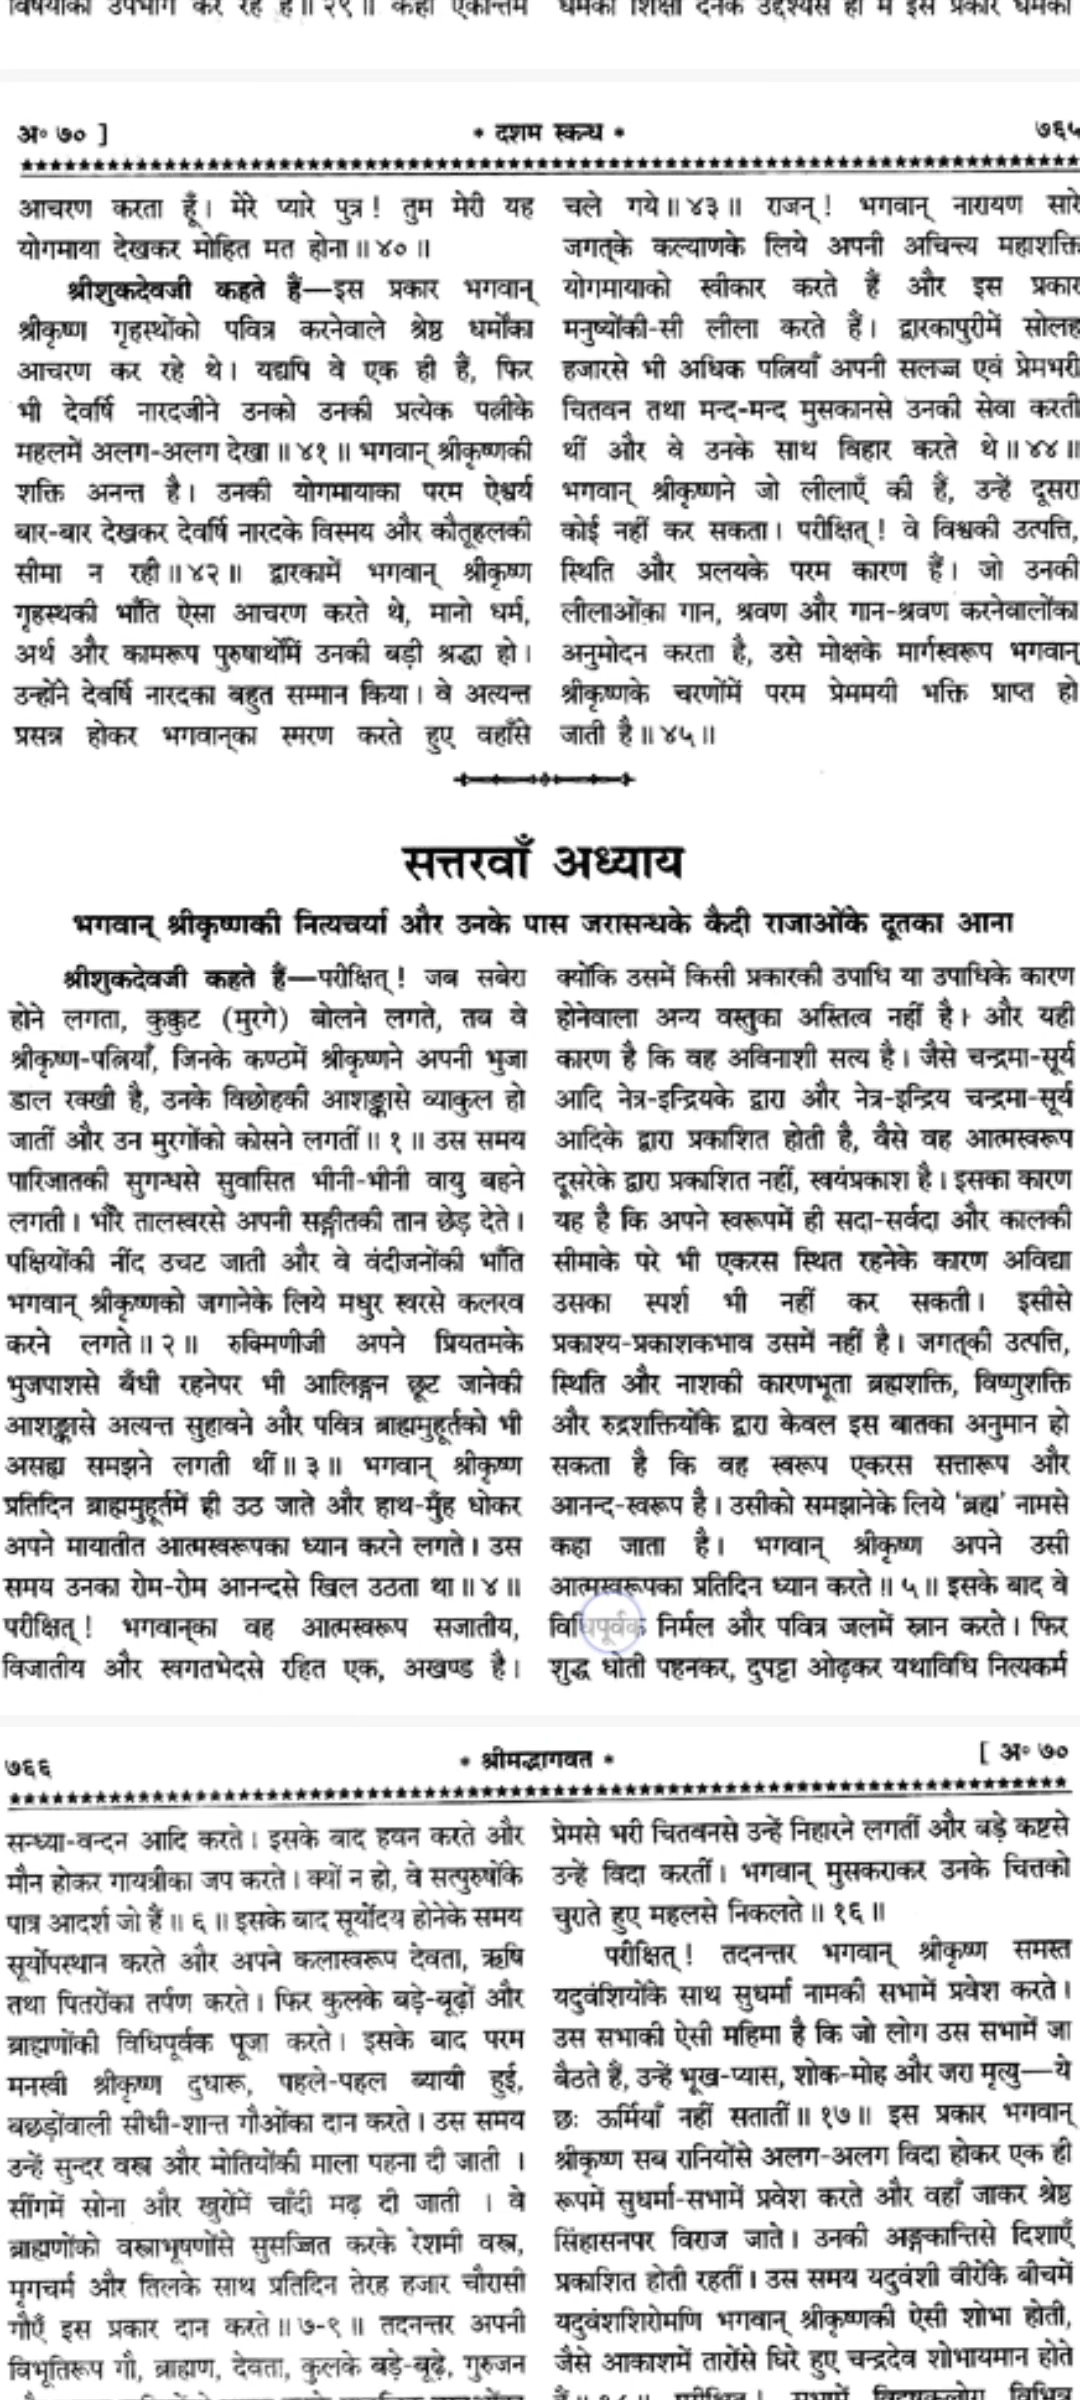 विषयोंका उपभोग कर रहे हैं॥ २९॥ कहीं एकान्तमें
धर्मकी शिक्षा देनेके उद्देश्यसे ही मैं इस प्रकार धर्मका
अ॰ ७० ]
* दशम स्कन्ध *
७६५
आचरण करता हूँ। मेरे प्यारे पुत्र! तुम मेरी यह
योगमाया देखकर मोहित मत होना॥ ४०॥
श्रीशुकदेवजी कहते हैं—इस प्रकार भगवान्
श्रीकृष्ण गृहस्थोंको पवित्र करनेवाले श्रेष्ठ धर्मोंका
आचरण कर रहे थे। यद्यपि वे एक ही हैं, फिर
भी देवर्षि नारदजीने उनको उनकी प्रत्येक पत्नीके
महलमें अलग-अलग देखा॥ ४१॥ भगवान् श्रीकृष्णकी
शक्ति अनन्त है। उनकी योगमायाका परम ऐश्वर्य
बार-बार देखकर देवर्षि नारदके विस्मय और कौतूहलकी
सीमा न रही॥ ४२॥ द्वारकामें भगवान् श्रीकृष्ण
गृहस्थकी भाँति ऐसा आचरण करते थे, मानो धर्म,
अर्थ और कामरूप पुरुषार्थोंमें उनकी बड़ी श्रद्धा हो।
उन्होंने देवर्षि नारदका बहुत सम्मान किया। वे अत्यन्त
प्रसन्न होकर भगवान्‌का स्मरण करते हुए वहाँसे
चले गये॥ ४३॥ राजन्! भगवान् नारायण सारे
जगत्‌के कल्याणके लिये अपनी अचिन्त्य महाशक्ति
योगमायाको स्वीकार करते हैं और इस प्रकार
मनुष्योंकी-सी लीला करते हैं। द्वारकापुरीमें सोलह
हजारसे भी अधिक पत्नियाँ अपनी सलज्ज एवं प्रेमभरी
चितवन तथा मन्द-मन्द मुसकानसे उनकी सेवा करती
थीं और वे उनके साथ विहार करते थे॥ ४४॥
भगवान् श्रीकृष्णने जो लीलाएँ की हैं, उन्हें दूसरा
कोई नहीं कर सकता। परीक्षित्! वे विश्वकी उत्पत्ति,
स्थिति और प्रलयके परम कारण हैं। जो उनकी
लीलाओंका गान, श्रवण और गान-श्रवण करनेवालोंका
अनुमोदन करता है, उसे मोक्षके मार्गस्वरूप भगवान्
श्रीकृष्णके चरणोंमें परम प्रेममयी भक्ति प्राप्त हो
जाती है॥ ४५॥
सत्तरवाँ अध्याय
भगवान् श्रीकृष्णकी नित्यचर्या और उनके पास जरासन्धके कैदी राजाओंके दूतका आना
श्रीशुकदेवजी कहते हैं—परीक्षित्! जब सबेरा
होने लगता, कुक्कुट (मुरगे) बोलने लगते, तब वे
श्रीकृष्ण-पत्नियाँ, जिनके कण्ठमें श्रीकृष्णने अपनी भुजा
डाल रक्खी है, उनके विछोहकी आशङ्कासे व्याकुल हो
जातीं और उन मुरगोंको कोसने लगतीं॥ १॥ उस समय
पारिजातकी सुगन्धसे सुवासित भीनी-भीनी वायु बहने
लगती। भौंरे तालस्वरसे अपनी सङ्गीतकी तान छेड़ देते।
पक्षियोंकी नींद उचट जाती और वे वंदीजनोंकी भाँति
भगवान् श्रीकृष्णको जगानेके लिये मधुर स्वरसे कलरव
करने लगते॥ २॥ रुक्मिणीजी अपने प्रियतमके
भुजपाशसे बँधी रहनेपर भी आलिङ्गन छूट जानेकी
आशङ्कासे अत्यन्त सुहावने और पवित्र ब्राह्ममुहूर्तको भी
असह्य समझने लगती थीं॥ ३॥ भगवान् श्रीकृष्ण
प्रतिदिन ब्राह्ममुहूर्तमें ही उठ जाते और हाथ-मुँह धोकर
अपने मायातीत आत्मस्वरूपका ध्यान करने लगते। उस
समय उनका रोम-रोम आनन्दसे खिल उठता था॥ ४॥
परीक्षित्! भगवान्‌का वह आत्मस्वरूप सजातीय,
विजातीय और स्वगतभेदसे रहित एक, अखण्ड है।
क्योंकि उसमें किसी प्रकारकी उपाधि या उपाधिके कारण
होनेवाला अन्य वस्तुका अस्तित्व नहीं है। और यही
कारण है कि वह अविनाशी सत्य है। जैसे चन्द्रमा-सूर्य
आदि नेत्र-इन्द्रियके द्वारा और नेत्र-इन्द्रिय चन्द्रमा-सूर्य
आदिके द्वारा प्रकाशित होती है, वैसे वह आत्मस्वरूप
दूसरेके द्वारा प्रकाशित नहीं, स्वयंप्रकाश है। इसका कारण
यह है कि अपने स्वरूपमें ही सदा-सर्वदा और कालकी
सीमाके परे भी एकरस स्थित रहनेके कारण अविद्या
उसका स्पर्श भी नहीं कर सकती। इसीसे
प्रकाश्य-प्रकाशकभाव उसमें नहीं है। जगत्‌की उत्पत्ति,
स्थिति और नाशकी कारणभूता ब्रह्मशक्ति, विष्णुशक्ति
और रुद्रशक्तियोंके द्वारा केवल इस बातका अनुमान हो
सकता है कि वह स्वरूप एकरस सत्तारूप और
आनन्द-स्वरूप है। उसीको समझानेके लिये 'ब्रह्म' नामसे
कहा जाता है। भगवान् श्रीकृष्ण अपने उसी
आत्मस्वरूपका प्रतिदिन ध्यान करते॥ ५॥ इसके बाद वे
विधिपूर्वक निर्मल और पवित्र जलमें स्नान करते। फिर
शुद्ध धोती पहनकर, दुपट्टा ओढ़कर यथाविधि नित्यकर्म
७६६
* श्रीमद्भागवत *
[ अ॰ ७०
सन्ध्या-वन्दन आदि करते। इसके बाद हवन करते और
मौन होकर गायत्रीका जप करते। क्यों न हो, वे सत्पुरुषोंके
पात्र आदर्श जो हैं॥ ६॥ इसके बाद सूर्योदय होनेके समय
सूर्योपस्थान करते और अपने कलास्वरूप देवता, ऋषि
तथा पितरोंका तर्पण करते। फिर कुलके बड़े-बूढ़ों और
ब्राह्मणोंकी विधिपूर्वक पूजा करते। इसके बाद परम
मनस्वी श्रीकृष्ण दुधारू, पहले-पहल ब्यायी हुई,
बछड़ोंवाली सीधी-शान्त गौओंका दान करते। उस समय
उन्हें सुन्दर वस्त्र और मोतियोंकी माला पहना दी जाती ।
सींगमें सोना और खुरोंमें चाँदी मढ़ दी जाती । वे
ब्राह्मणोंको वस्त्राभूषणोंसे सुसज्जित करके रेशमी वस्त्र,
मृगचर्म और तिलके साथ प्रतिदिन तेरह हजार चौरासी
गौएँ इस प्रकार दान करते॥ ७-९॥ तदनन्तर अपनी
विभूतिरूप गौ, ब्राह्मण, देवता, कुलके बड़े-बूढ़े, गुरुजन
प्रेमसे भरी चितवनसे उन्हें निहारने लगतीं और बड़े कष्टसे
उन्हें विदा करतीं। भगवान् मुसकराकर उनके चित्तको
चुराते हुए महलसे निकलते॥ १६॥
परीक्षित्! तदनन्तर भगवान् श्रीकृष्ण समस्त
यदुवंशियोंके साथ सुधर्मा नामकी सभामें प्रवेश करते।
उस सभाकी ऐसी महिमा है कि जो लोग उस सभामें जा
बैठते हैं, उन्हें भूख-प्यास, शोक-मोह और जरा मृत्यु—ये
छः ऊर्मियाँ नहीं सतातीं॥ १७॥ इस प्रकार भगवान्
श्रीकृष्ण सब रानियोंसे अलग-अलग विदा होकर एक ही
रूपमें सुधर्मा-सभामें प्रवेश करते और वहाँ जाकर श्रेष्ठ
सिंहासनपर विराज जाते। उनकी अङ्गकान्तिसे दिशाएँ
प्रकाशित होती रहतीं। उस समय यदुवंशी वीरोंके बीचमें
यदुवंशशिरोमणि भगवान् श्रीकृष्णकी ऐसी शोभा होती,
जैसे आकाशमें तारोंसे घिरे हुए चन्द्रदेव शोभायमान होते
हैं॥ १८॥ परीक्षित्! सभामें विदूषकलोग विभिन्न